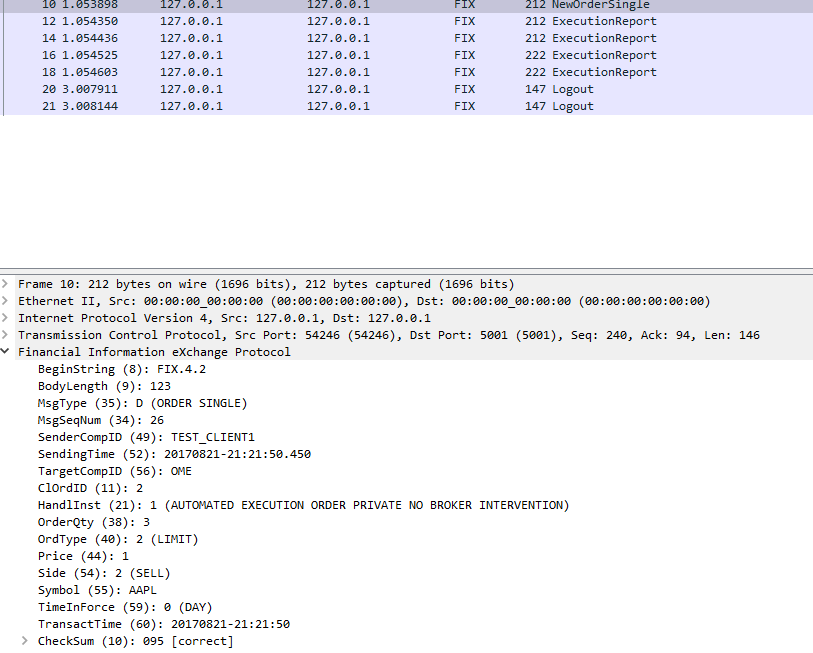 10 1.053898 127.0.0.1 127.0.0.1 FIX 212 NewOrderSingle
12 1.054350 127.0.0.1 127.0.0.1 FIX 212 ExecutionReport
14 1.054436 127.0.0.1 127.0.0.1 FIX 212 ExecutionReport
16 1.054525 127.0.0.1 127.0.0.1 FIX 222 ExecutionReport
18 1.054603 127.0.0.1 127.0.0.1 FIX 222 ExecutionReport
20 3.007911 127.0.0.1 127.0.0.1 FIX 147 Logout
21 3.008144 127.0.0.1 127.0.0.1 FIX 147 Logout
Frame 10: 212 bytes on wire (1696 bits), 212 bytes captured (1696 bits)
Ethernet II, Src: 00:00:00_00:00:00 (00:00:00:00:00:00), Dst: 00:00:00_00:00:00 (00:00:00:00:00:00)
Internet Protocol Version 4, Src: 127.0.0.1, Dst: 127.0.0.1
Transmission Control Protocol, Src Port: 54246 (54246), Dst Port: 5001 (5001), Seq: 240, Ack: 94, Len: 146
Financial Information eXchange Protocol
BeginString (8): FIX.4.2
BodyLength (9): 123
MsgType (35): D (ORDER SINGLE)
MsgSeqNum (34): 26
SenderCompID (49): TEST_CLIENT1
SendingTime (52): 20170821-21:21:50.450
TargetCompID (56): OME
ClOrdID (11): 2
HandlInst (21): 1 (AUTOMATED EXECUTION ORDER PRIVATE NO BROKER INTERVENTION)
OrderQty (38): 3
OrdType (40): 2 (LIMIT)
Price (44): 1
Side (54): 2 (SELL)
Symbol (55): AAPL
TimeInForce (59): 0 (DAY)
TransactTime (60): 20170821-21:21:50
CheckSum (10): 095 [correct]